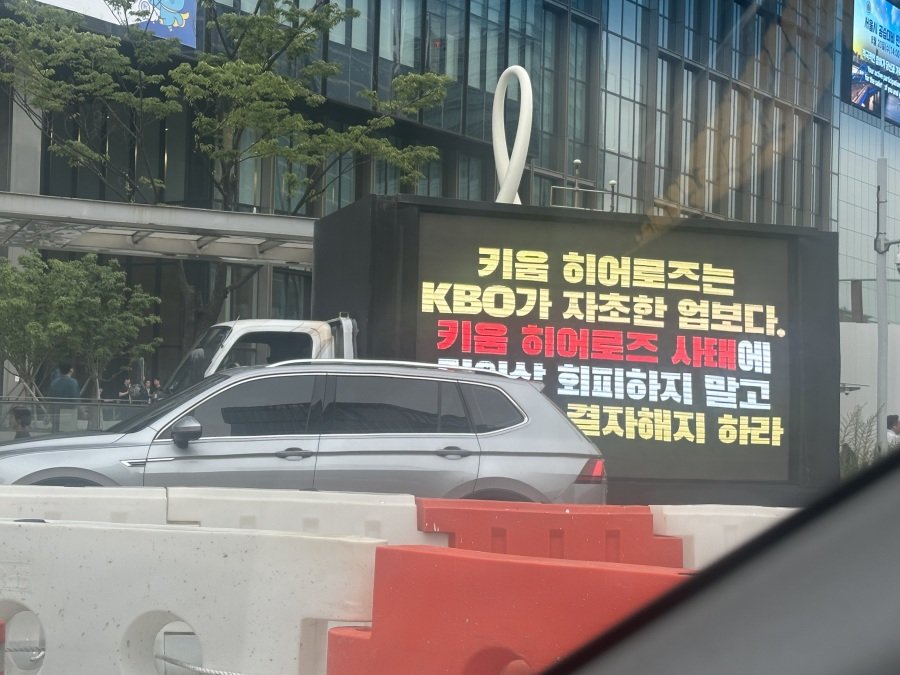 키움 히어로즈는
KBO가 자초한 업보다.
키움 히어로즈 사태에
회피하지 말고
결자해지 하라